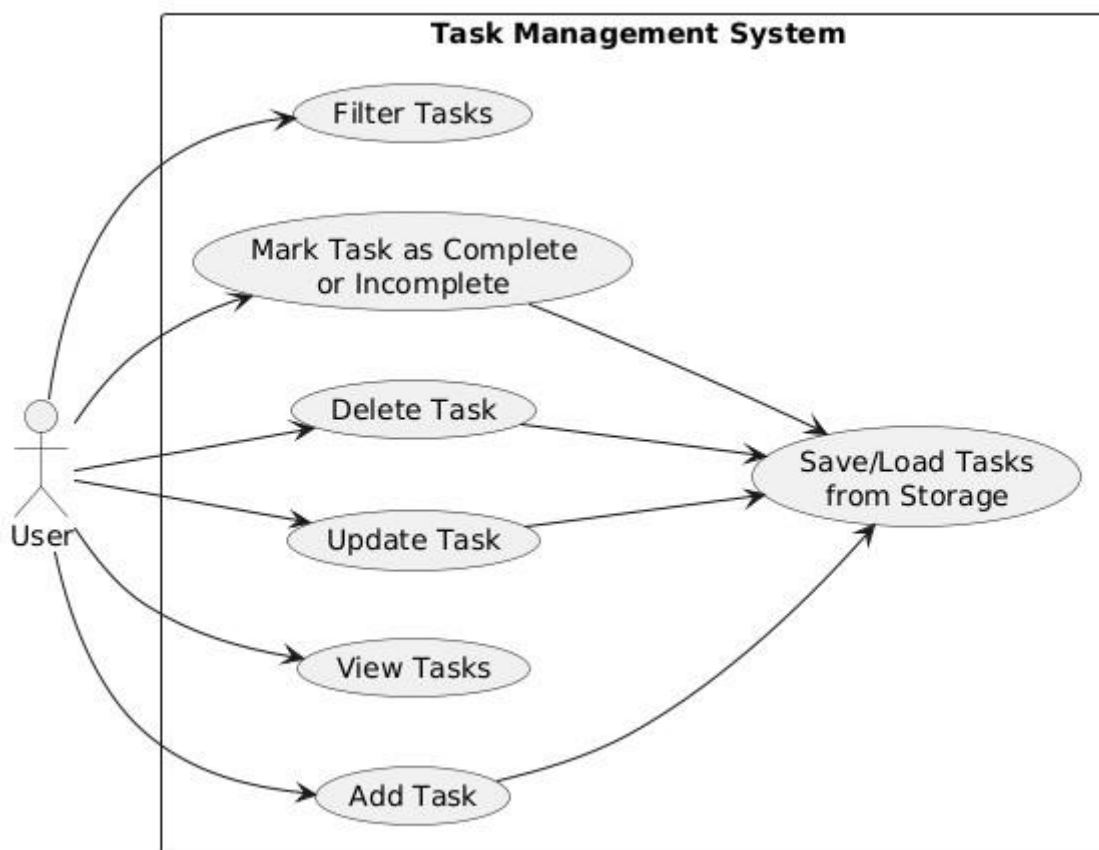 Task Management System
Filter Tasks
Mark Task as Complete
or Incomplete
Delete Task
Save/Load Tasks
from Storage
Update Task
User
View Tasks
Add Task